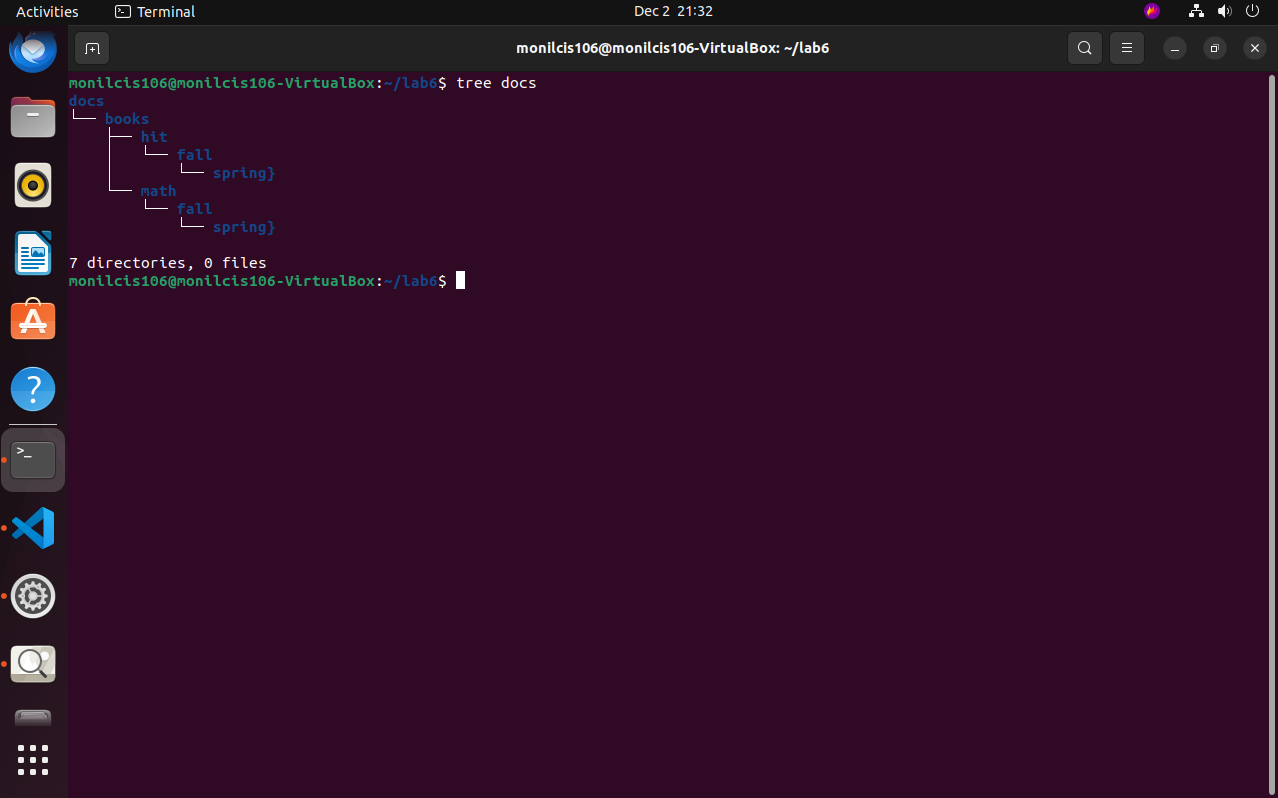 Activities
Terminal
Dec 2 21:32
monilcis106@monilcis106-VirtualBox: ~/lab6
monilcis106@monilcis106-VirtualBox:~/lab6$ tree docs
docs
└── books
    ├── hit
    │   └── fall
    │       └── spring}
    └── math
        └── fall
            └── spring}
7 directories, 0 files
monilcis106@monilcis106-VirtualBox:~/lab6$